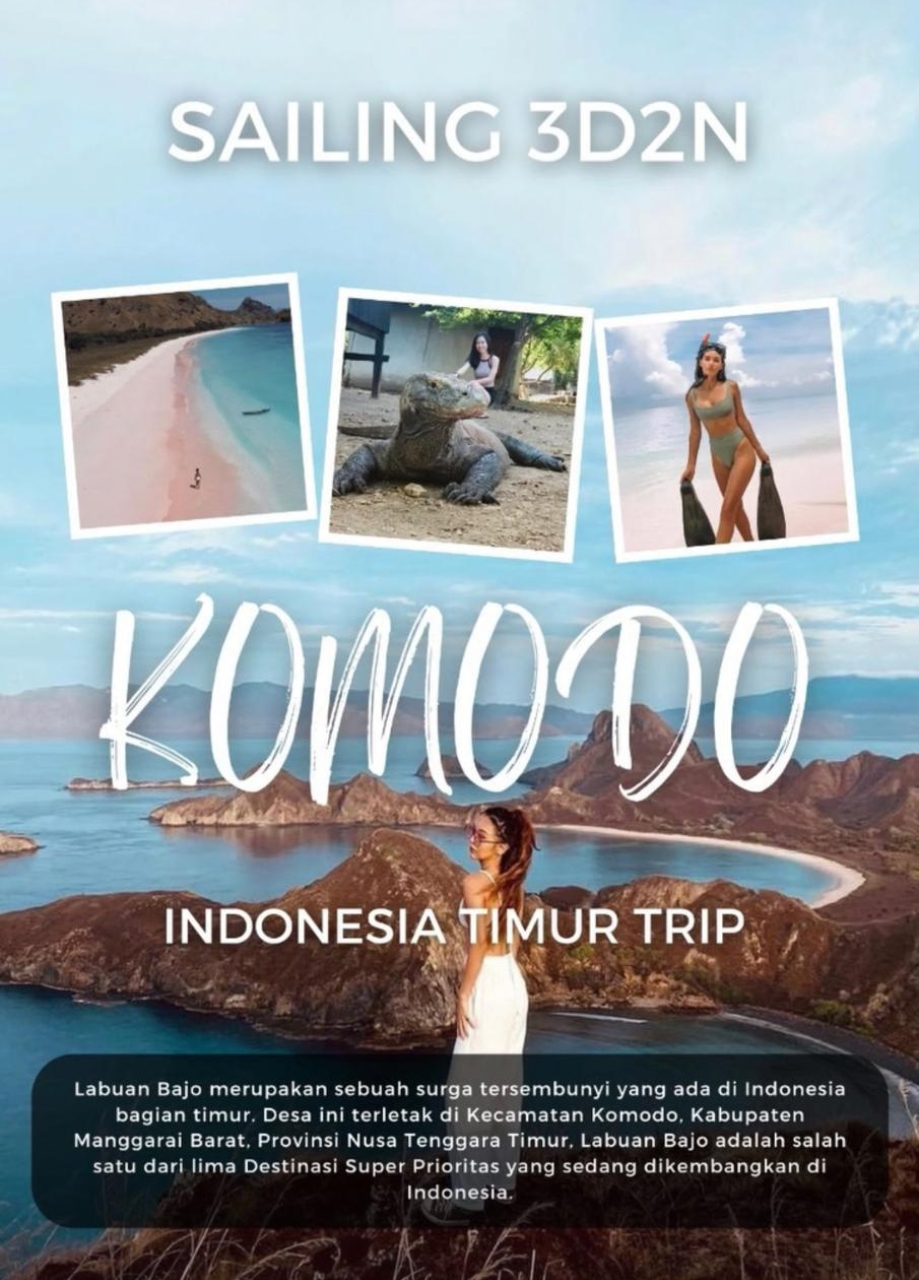 SAILING 3D2N
KOMODO
INDONESIA TIMUR TRIP
Labuan Bajo merupakan sebuah surga tersembunyi yang ada di Indonesia
bagian timur. Desa ini terletak di Kecamatan Komodo, Kabupaten
Manggarai Barat, Provinsi Nusa Tenggara Timur, Labuan Bajo adalah salah
satu dari lima Destinasi Super Prioritas yang sedang dikembangkan di
Indonesia.